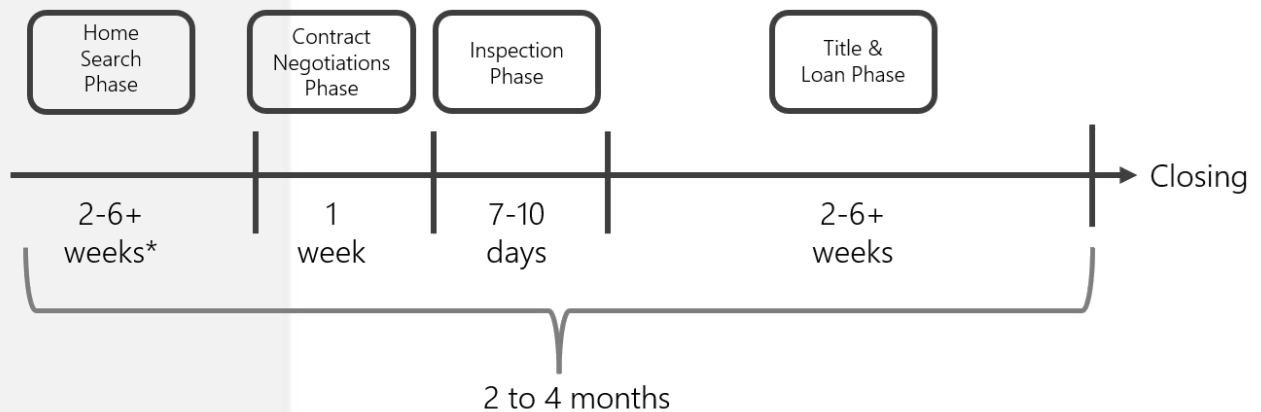 Home
Search
Phase
Contract
Negotiations
Phase
Inspection
Phase
Title &
Loan Phase
Closing
2-6+
weeks*
1
week
7-10
days
2-6+
weeks
2 to 4 months